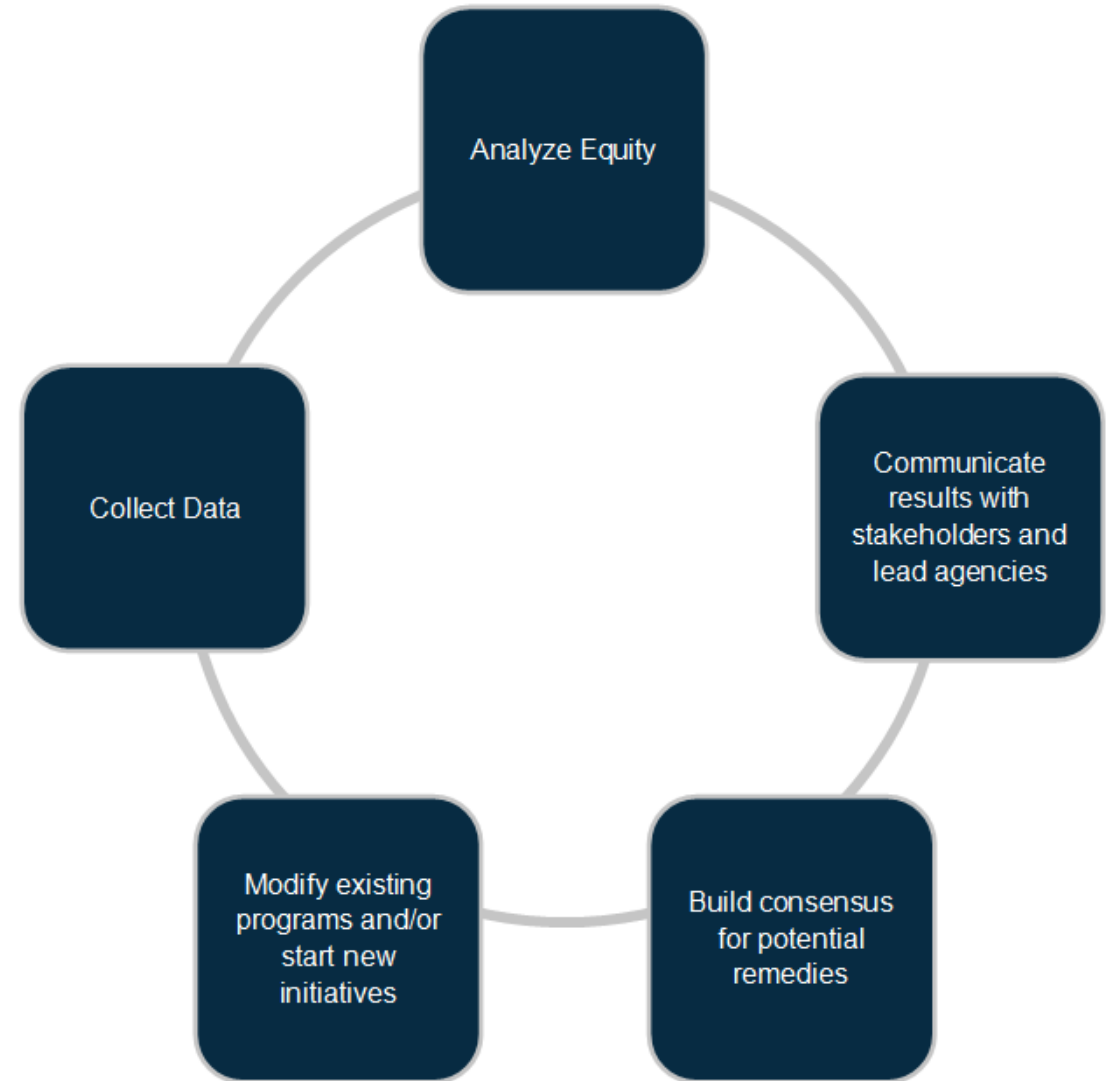 Analyze Equity
Communicate
results with
stakeholders and
lead agencies
Build consensus
for potential
remedies
Modify existing
programs and/or
start new
initiatives
Collect Data